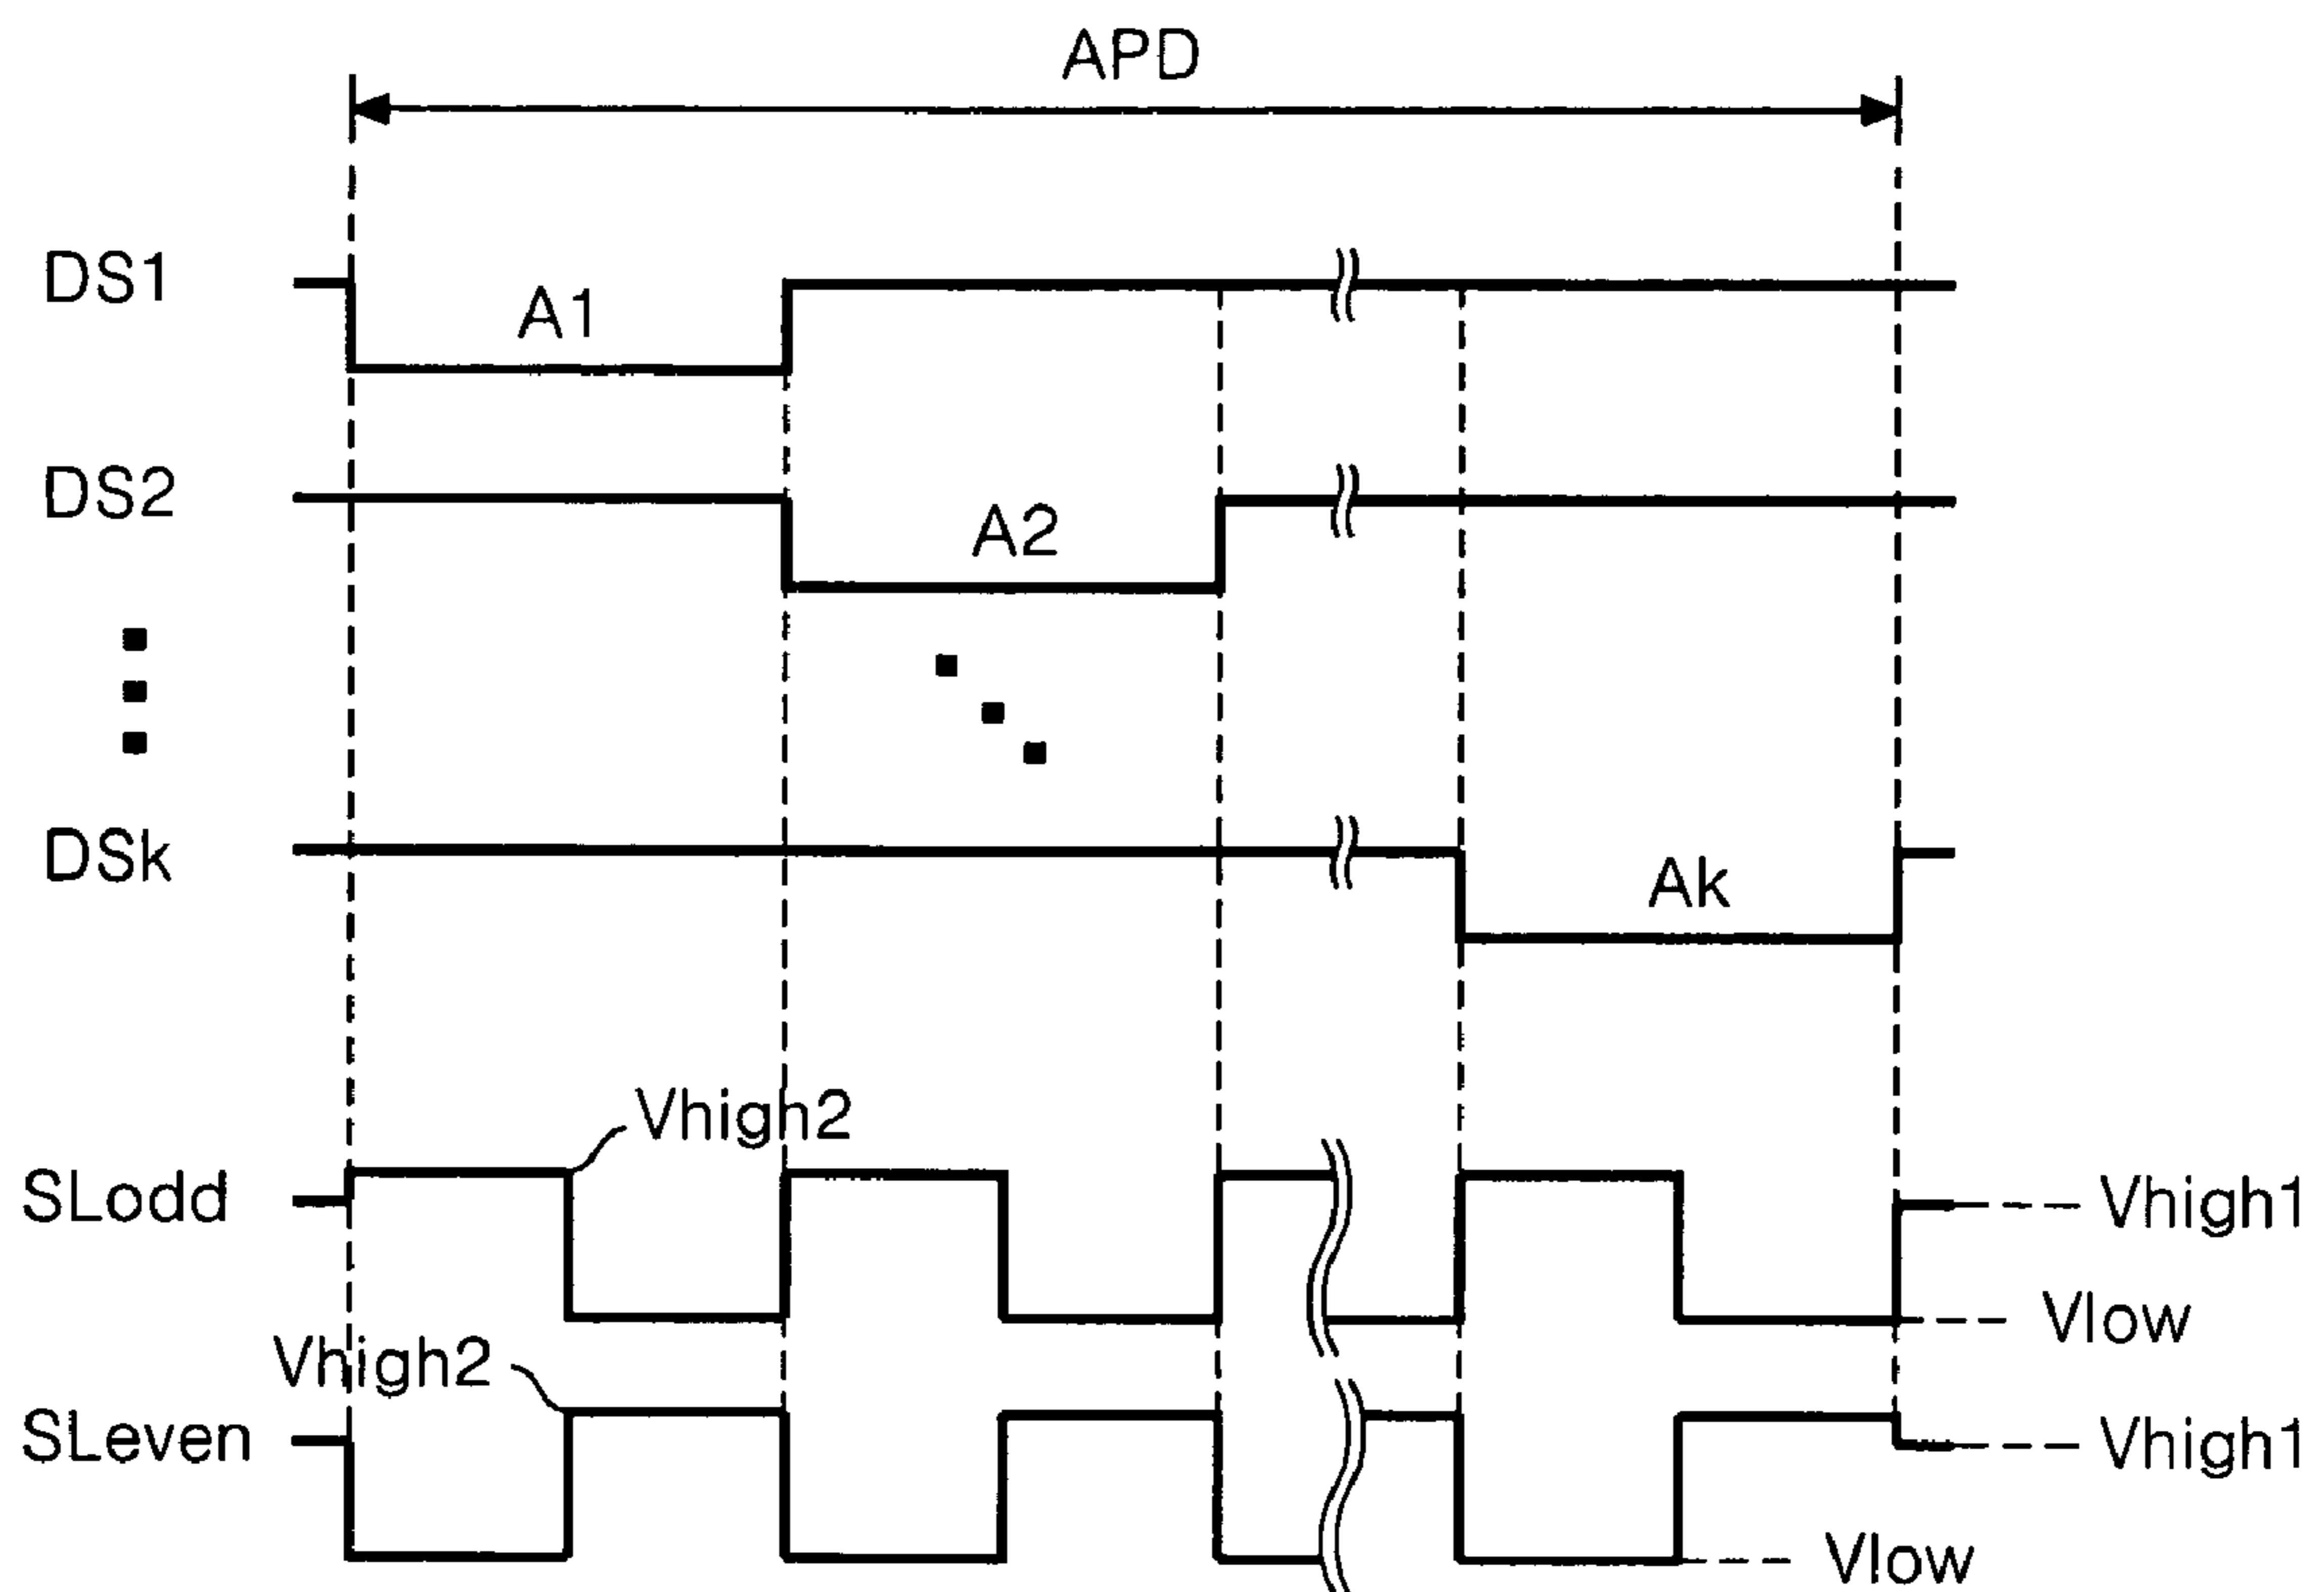 APD
DS1
A1
DS2
A2
DSk
Ak
Vhigh2
SLodd
Vhigh1
Vlow
Vhigh2
SLeven
Vhigh1
Vlow